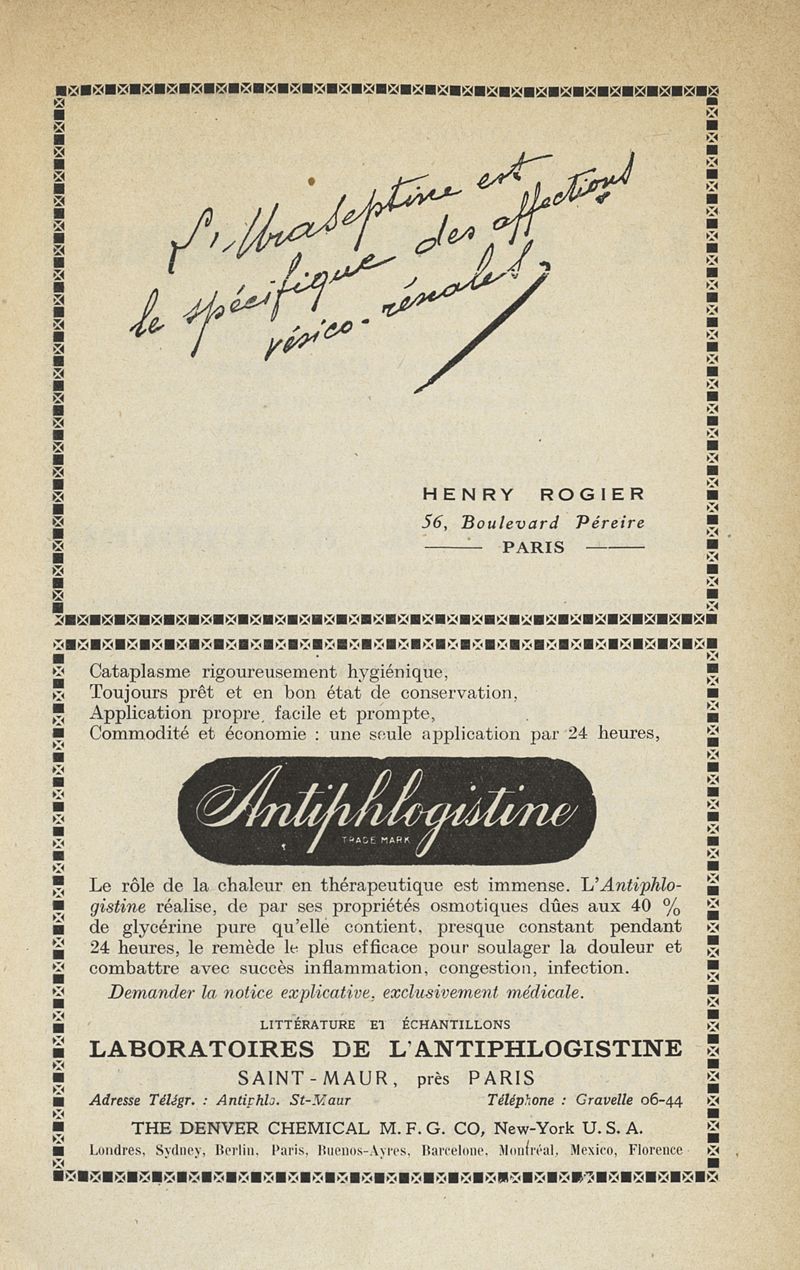 L'Uraseptine est
le spécifique des affections
vésico-rénales,
HENRY ROGIER
56, Boulevard Péreire
PARIS
Cataplasme rigoureusement hygiénique,
Toujours prêt et en bon état de conservation,
Application propre, facile et prompte,
Commodité et économie : une seule application par 24 heures,
Antiphlogistine
TRADE MARK
Le rôle de la chaleur en thérapeutique est immense. L'Antiphlo-
gistine réalise, de par ses propriétés osmotiques dûes aux 40 %
de glycérine pure qu'elle contient, presque constant pendant
24 heures, le remède le plus efficace pour soulager la douleur et
combattre avec succès inflammation, congestion, infection.
Demander la notice explicative, exclusivement médicale.
LITTÉRATURE ET ÉCHANTILLONS
LABORATOIRES DE L'ANTIPHLOGISTINE
SAINT-MAUR, près PARIS
Adresse Télégr. : Antiphlo. St-Maur Téléphone : Gravelle 06-44
THE DENVER CHEMICAL M.F.G. CO, New-York U.S.A.
Londres, Sydney, Berlin, Paris, Buenos-Ayres, Barcelone, Montréal, Mexico, Florence